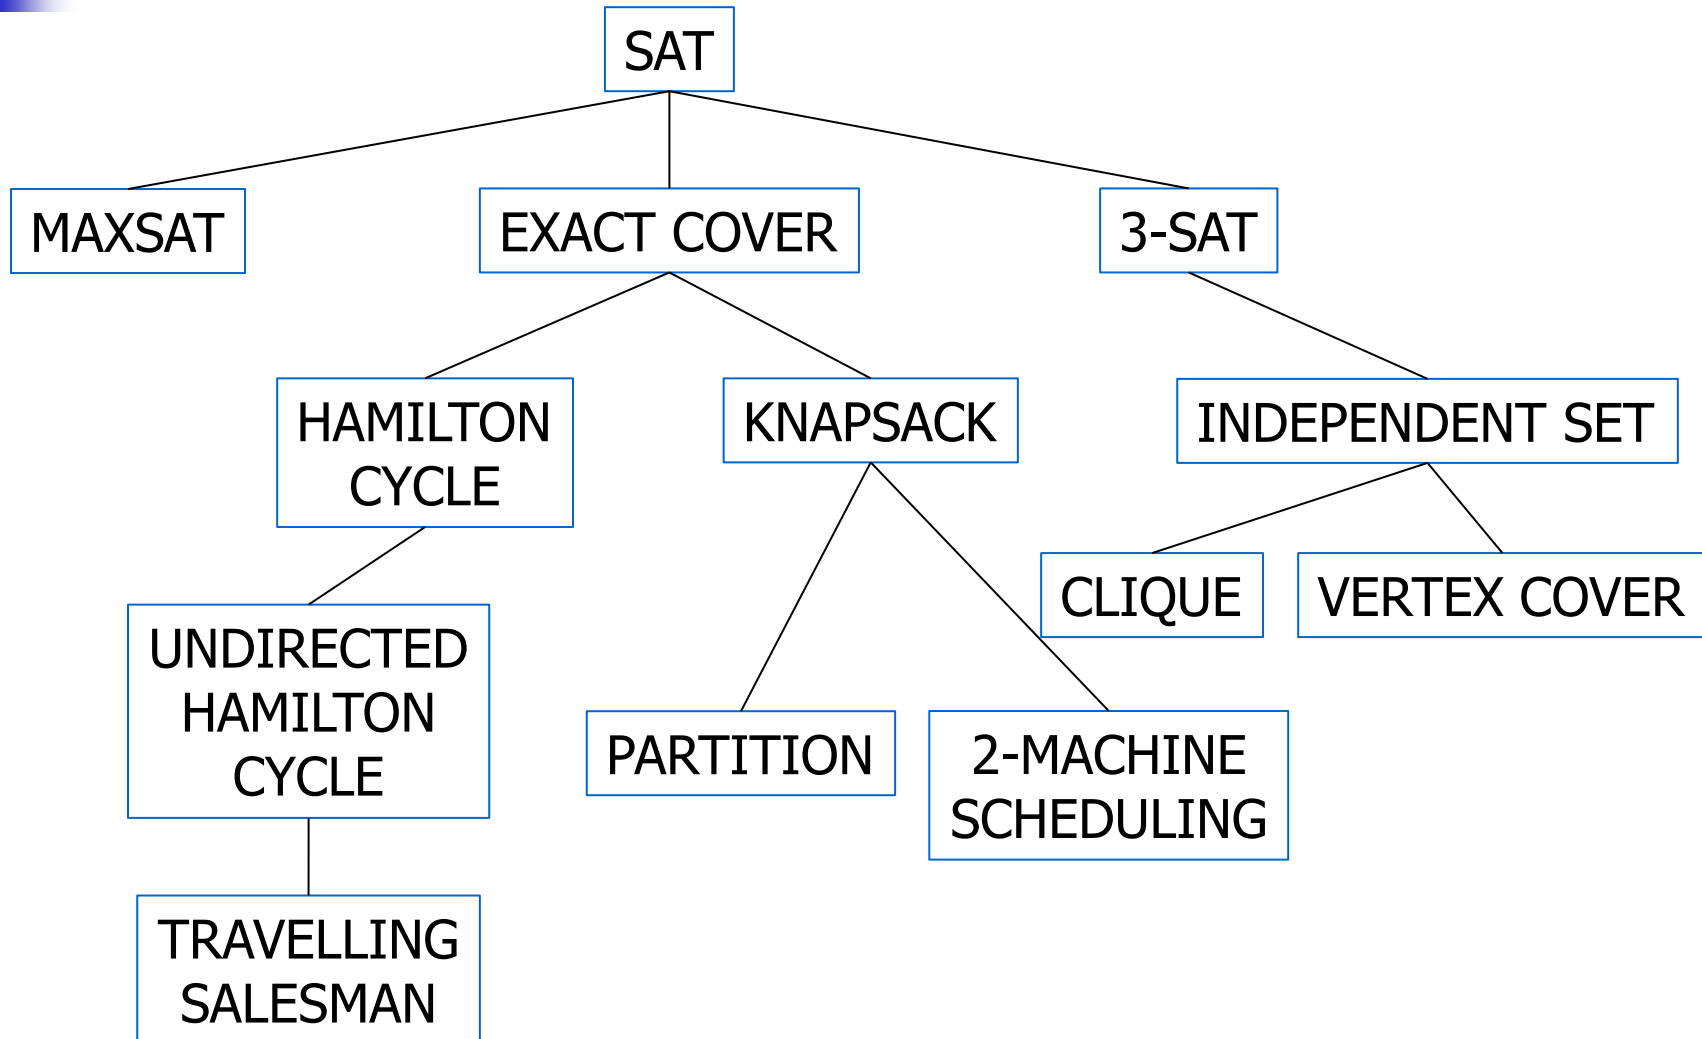 SAT
MAXSAT
EXACT COVER
3-SAT
HAMILTON
CYCLE
KNAPSACK
INDEPENDENT SET
CLIQUE
VERTEX COVER
UNDIRECTED
HAMILTON
CYCLE
PARTITION
2-MACHINE
SCHEDULING
TRAVELLING
SALESMAN